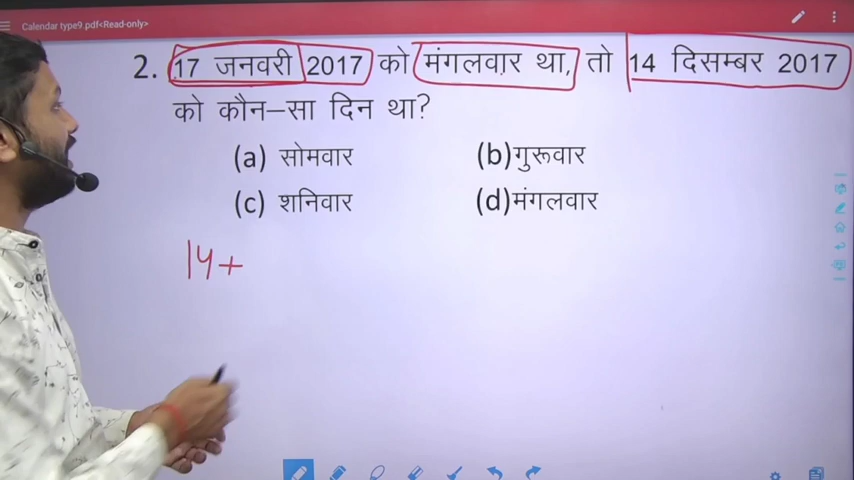 Calendar type9.pdf<Read-only>
2. 17 जनवरी 2017 को मंगलवार था, तो 14 दिसम्बर 2017
को कौन–सा दिन था?
(a) सोमवार (b)गुरूवार
(c) शनिवार (d)मंगलवार
14+